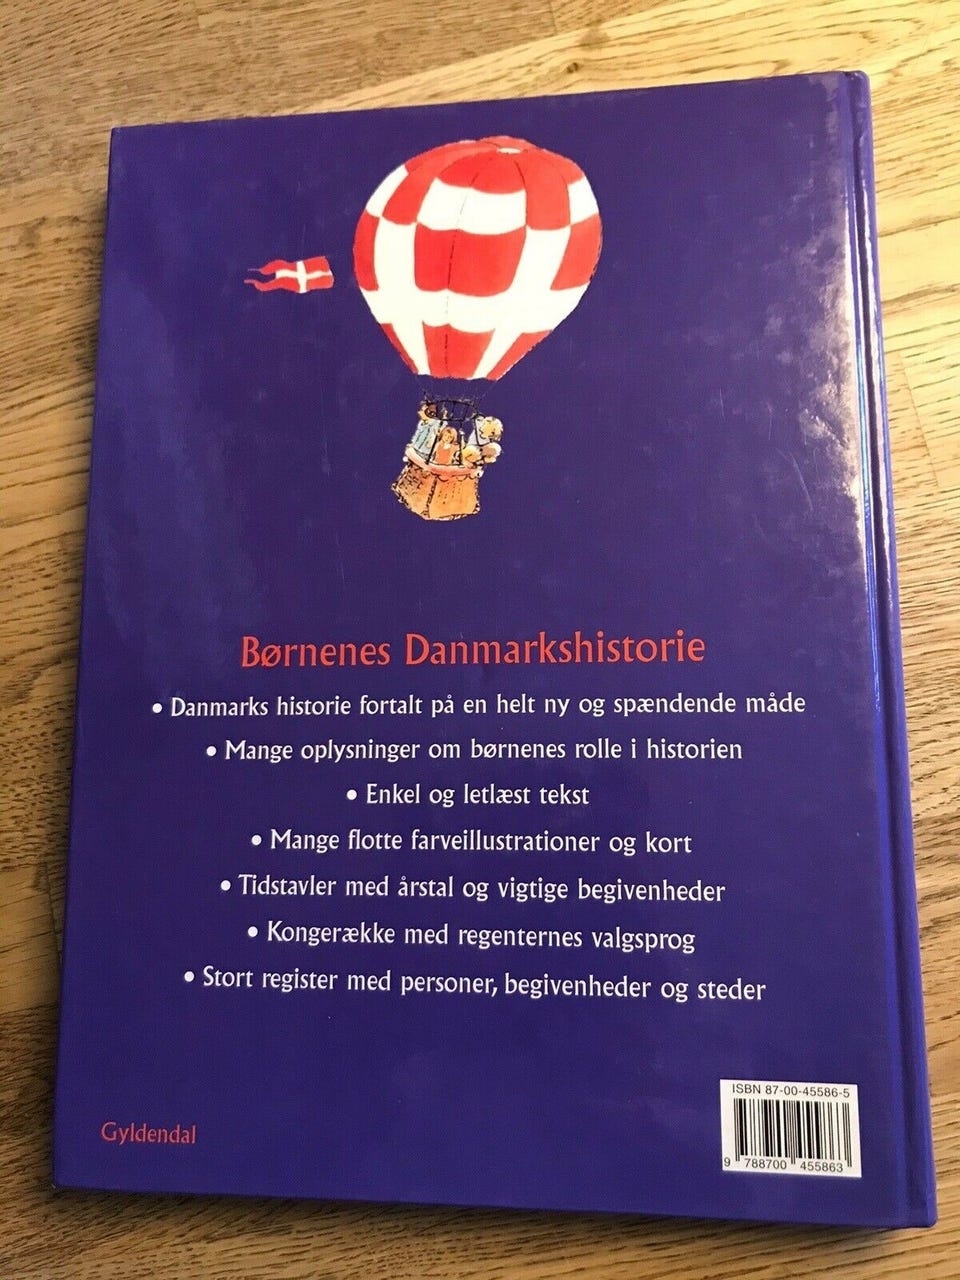 Børnenes Danmarkshistorie
• Danmarks historie fortalt på en helt ny og spændende måde
• Mange oplysninger om børnenes rolle i historien
• Enkel og letlæst tekst
• Mange flotte farveillustrationer og kort
• Tidstavler med årstal og vigtige begivenheder
• Kongerække med regenternes valgsprog
• Stort register med personer, begivenheder og steder
Gyldendal
ISBN 87-00-45586-5
9 788700 455863